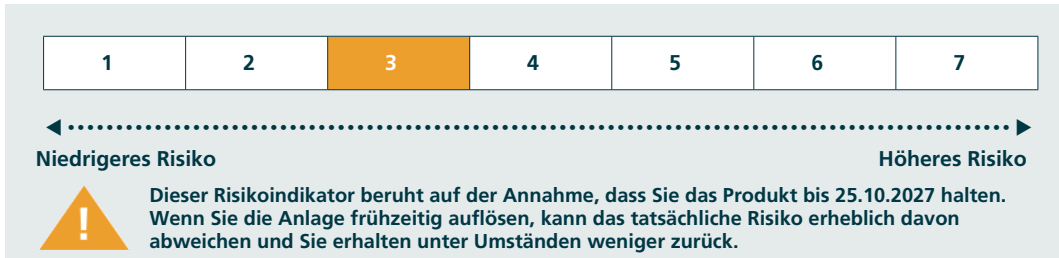 1 2 3 4 5 6 7
Niedrigeres Risiko Höheres Risiko
Dieser Risikoindikator beruht auf der Annahme, dass Sie das Produkt bis 25.10.2027 halten.
Wenn Sie die Anlage frühzeitig auflösen, kann das tatsächliche Risiko erheblich davon
abweichen und Sie erhalten unter Umständen weniger zurück.